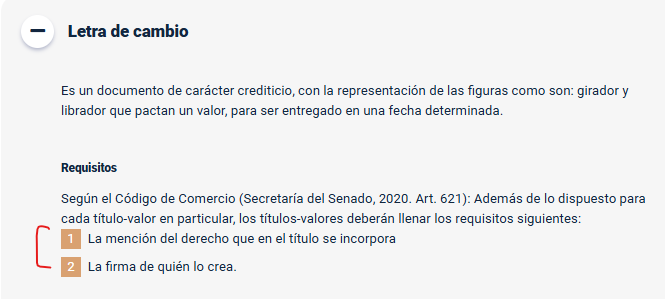 Letra de cambio
Es un documento de carácter crediticio, con la representación de las figuras como son: girador y
librador que pactan un valor, para ser entregado en una fecha determinada.
Requisitos
Según el Código de Comercio (Secretaría del Senado, 2020. Art. 621): Además de lo dispuesto para
cada título-valor en particular, los títulos-valores deberán llenar los requisitos siguientes:
1 La mención del derecho que en el título se incorpora
2 La firma de quién lo crea.